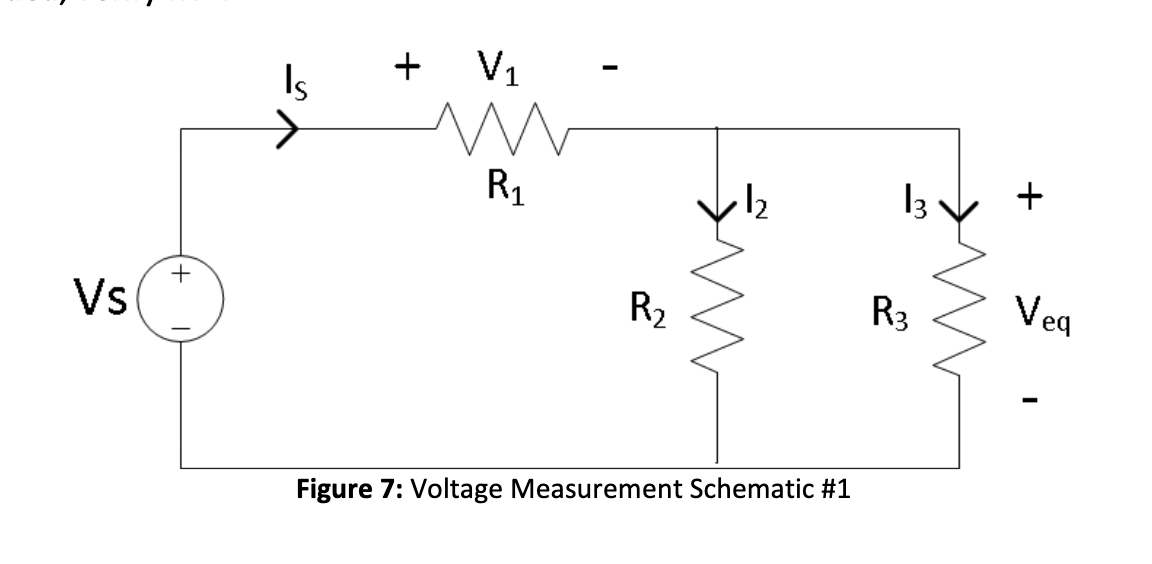 + V₁ -
Iₛ
R₁
I₂ I₃ +
+
Vs R₂ R₃ Veq
−
-
Figure 7: Voltage Measurement Schematic #1